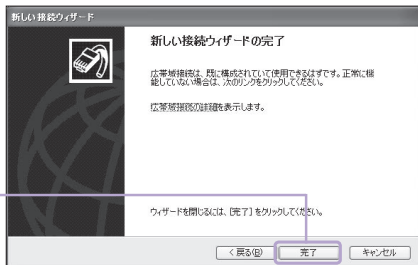 新しい接続ウィザード
新しい接続ウィザードの完了
広帯域接続は、既に構成されていて使用できるはずです。正常に機
能していない場合は、次のリンクをクリックしてください。
広帯域接続の詳細を表示します。
ウィザードを閉じるには、[完了] をクリックしてください。
< 戻る(B)
完了
キャンセル